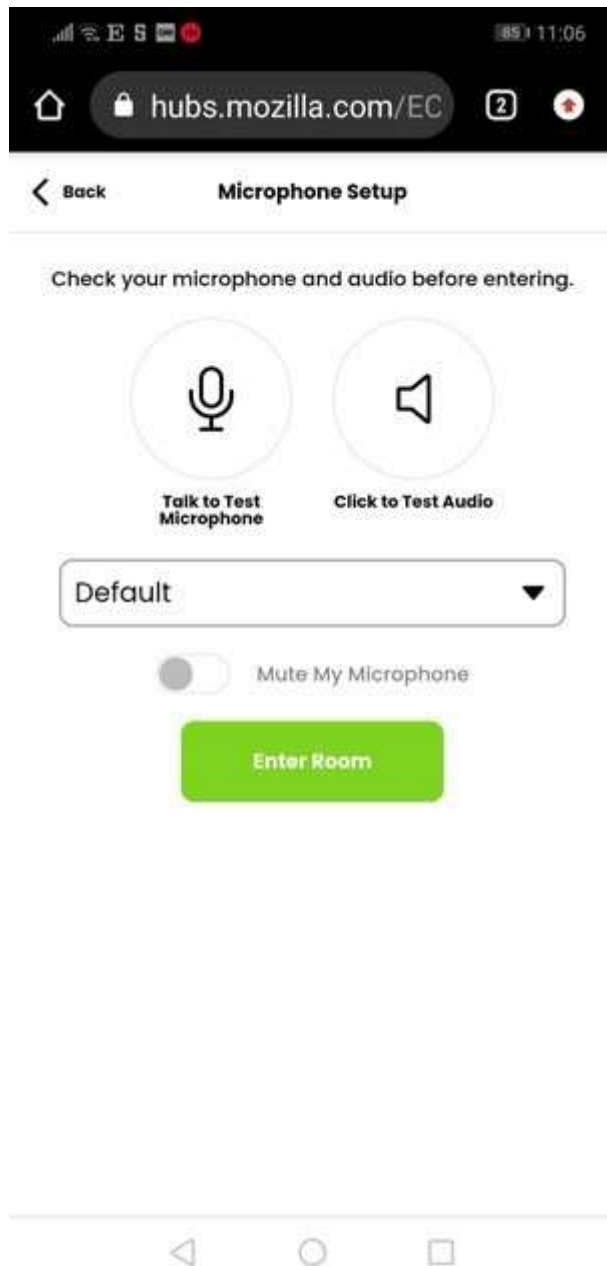 E S 85 11:06
hubs.mozilla.com/EC 2
Back Microphone Setup
Check your microphone and audio before entering.
Talk to Test
Microphone
Click to Test Audio
Default
Mute My Microphone
Enter Room